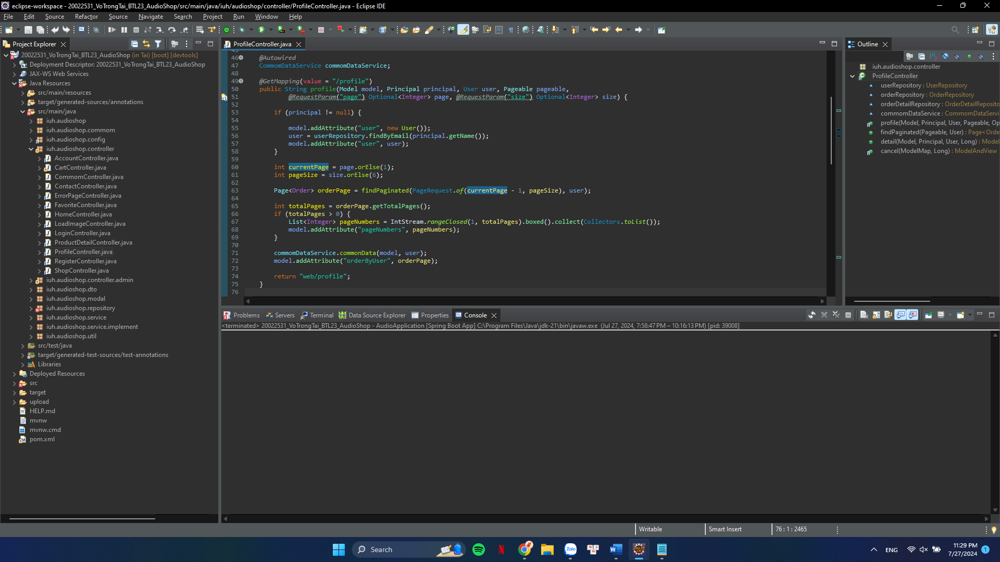 eclipse-workspace - 20022531_VoTrongTai_BTL23_AudioShop/src/main/java/iuh/audioshop/controller/ProfileController.java - Eclipse IDE
File Edit Source Refactor Source Navigate Search Project Run Window Help
Project Explorer
20022531_VoTrongTai_BTL23_AudioShop (in Tai) [boot] [devtools]
Deployment Descriptor: 20022531_VoTrongTai_BTL23_AudioShop
JAX-WS Web Services
Java Resources
src/main/resources
target/generated-sources/annotations
src/main/java
iuh.audioshop
iuh.audioshop.commom
iuh.audioshop.config
iuh.audioshop.controller
AccountController.java
CartController.java
CommomController.java
ContactController.java
ErrorPageController.java
FavoriteController.java
HomeController.java
LoadImageController.java
LoginController.java
ProductDetailController.java
ProfileController.java
RegisterController.java
ShopController.java
iuh.audioshop.controller.admin
iuh.audioshop.dto
iuh.audioshop.modal
iuh.audioshop.repository
iuh.audioshop.service
iuh.audioshop.service.implement
iuh.audioshop.util
src/test/java
target/generated-test-sources/test-annotations
Libraries
Deployed Resources
src
target
upload
HELP.md
mvnw
mvnw.cmd
pom.xml
ProfileController.java
46 @Autowired
47 CommomDataService commomDataService;
48
49 @GetMapping(value = "/profile")
50 public String profile(Model model, Principal principal, User user, Pageable pageable,
51 @RequestParam("page") Optional<Integer> page, @RequestParam("size") Optional<Integer> size) {
52
53 if (principal != null) {
54
55 model.addAttribute("user", new User());
56 user = userRepository.findByEmail(principal.getName());
57 model.addAttribute("user", user);
58 }
59
60 int currentPage = page.orElse(1);
61 int pageSize = size.orElse(6);
62
63 Page<Order> orderPage = findPaginated(PageRequest.of(currentPage - 1, pageSize), user);
64
65 int totalPages = orderPage.getTotalPages();
66 if (totalPages > 0) {
67 List<Integer> pageNumbers = IntStream.rangeClosed(1, totalPages).boxed().collect(Collectors.toList());
68 model.addAttribute("pageNumbers", pageNumbers);
69 }
70
71 commomDataService.commonData(model, user);
72 model.addAttribute("orderByUser", orderPage);
73
74 return "web/profile";
75 }
76
Outline
iuh.audioshop.controller
ProfileController
userRepository : UserRepository
orderRepository : OrderRepository
orderDetailRepository : OrderDetailReposito
commomDataService : CommomDataServi
profile(Model, Principal, User, Pageable, Op
findPaginated(Pageable, User) : Page<Orde
detail(Model, Principal, User, Long) : Model
cancel(ModelMap, Long) : ModelAndView
Problems Servers Terminal Data Source Explorer Properties Console
<terminated> 20022531_VoTrongTai_BTL23_AudioShop - AudioApplication [Spring Boot App] C:\Program Files\Java\jdk-21\bin\javaw.exe (Jul 27, 2024, 7:58:47 PM – 10:16:13 PM) [pid: 39008]
Writable Smart Insert 76 : 1 : 2465
Search
Zalo
ENG
11:29 PM
7/27/2024
1